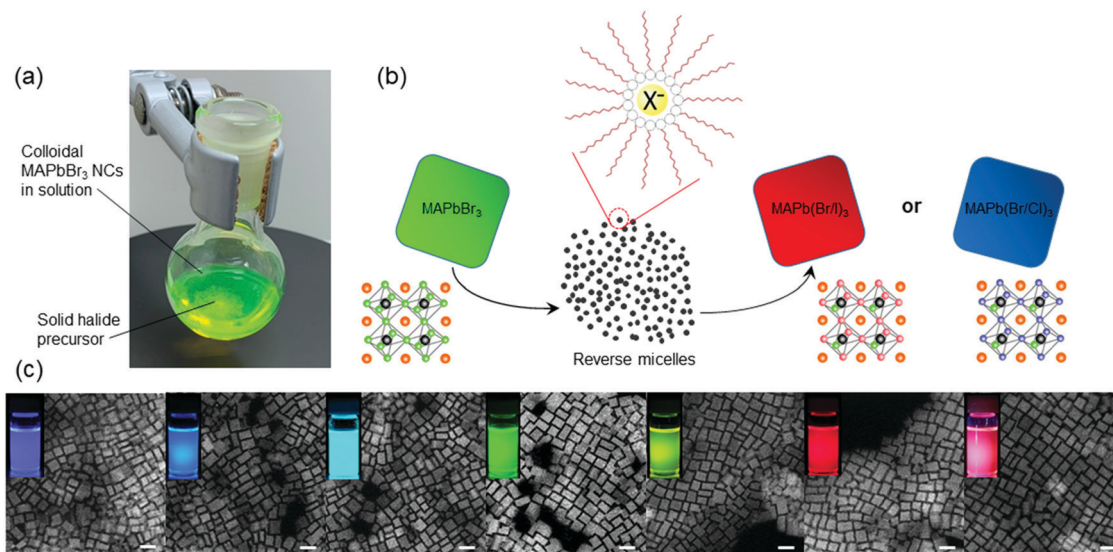 (a)
Colloidal
MAPbBr₃ NCs
in solution
Solid halide
precursor
(b)
X⁻
MAPbBr₃
MAPb(Br/I)₃
or
MAPb(Br/Cl)₃
Reverse micelles
(c)